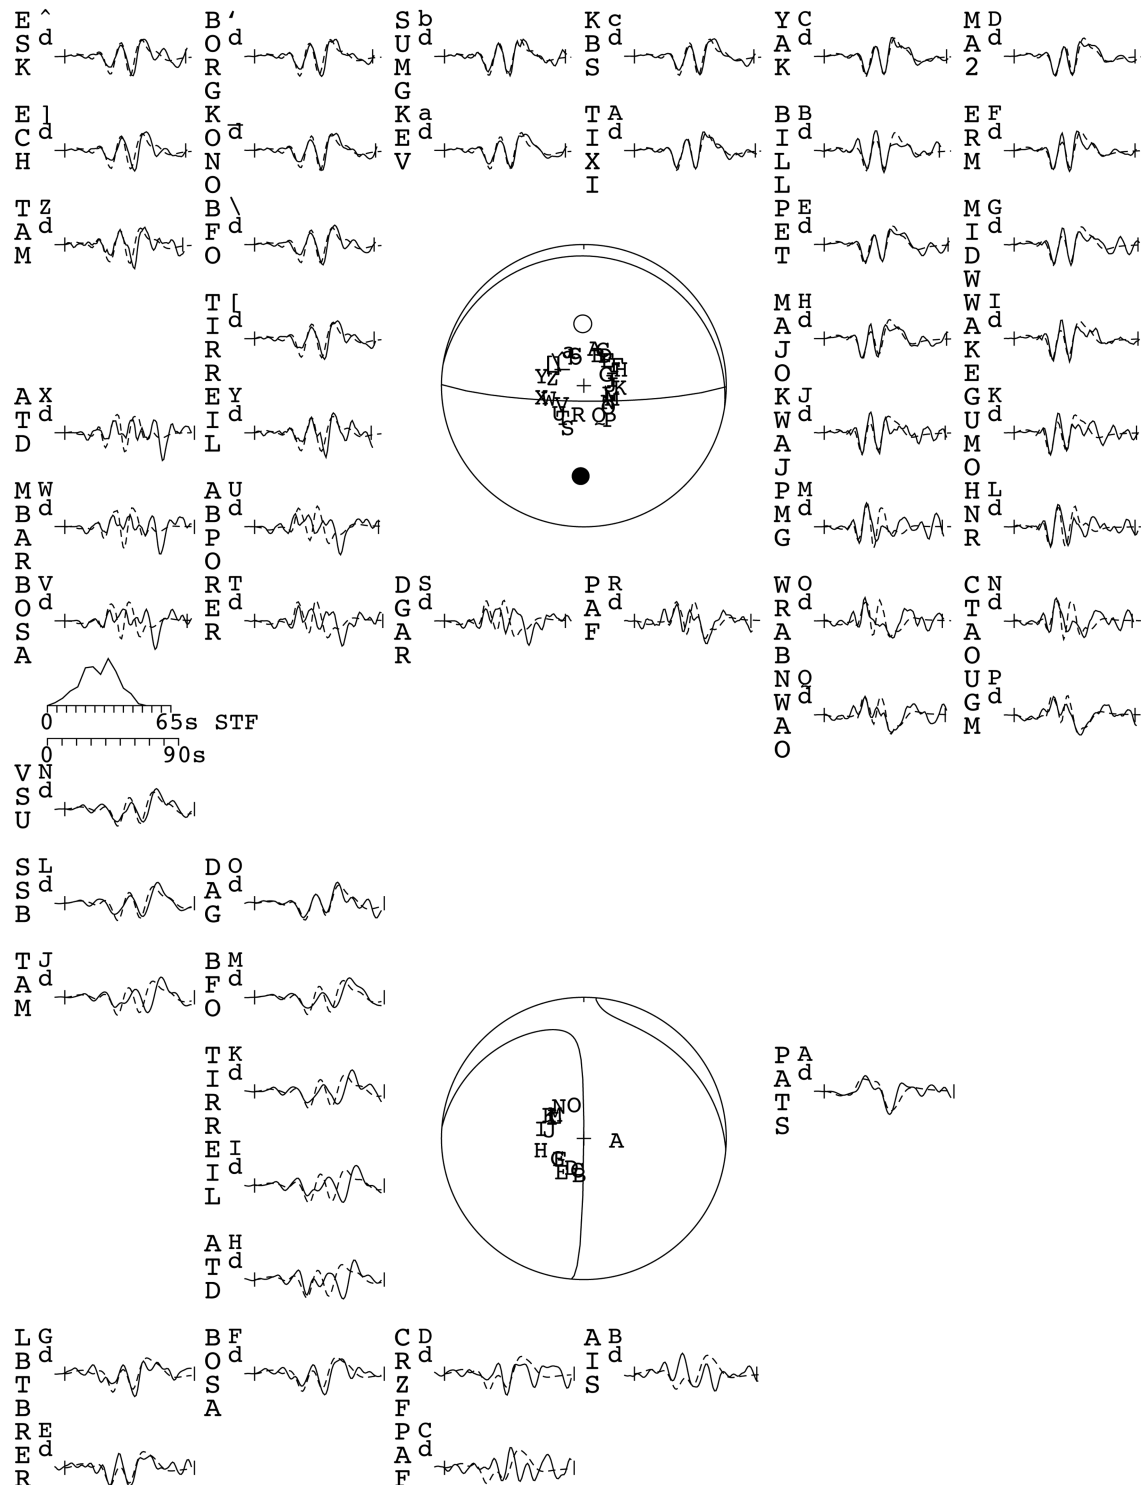 ESK ^ d
BORG ‘ d
SUMG b d
KBS c d
YAK C d
MA2 D d
ECH ] d
KONO _ d
KEV a d
TIXI A d
BILL B d
ERM F d
TAM Z d
BFO \ d
PET E d
MIDW G d
TIRR [ d
MAJO H d
WAKE I d
ATD X d
EIL Y d
KWAJ J d
GUMO K d
MBAR W d
ABPO U d
PMG M d
HNR L d
BOSA V d
RER T d
DGAR S d
PAF R d
WRAB O d
CTAO N d
NWAO Q d
UGM P d
0 65s STF
0 90s
VSU N d
SSB L d
DAG O d
TAM J d
BFO M d
TIRR K d
PATS A d
EIL I d
ATD H d
LBTB G d
BOSA F d
CRZF D d
AIS B d
RER E d
PAF C d